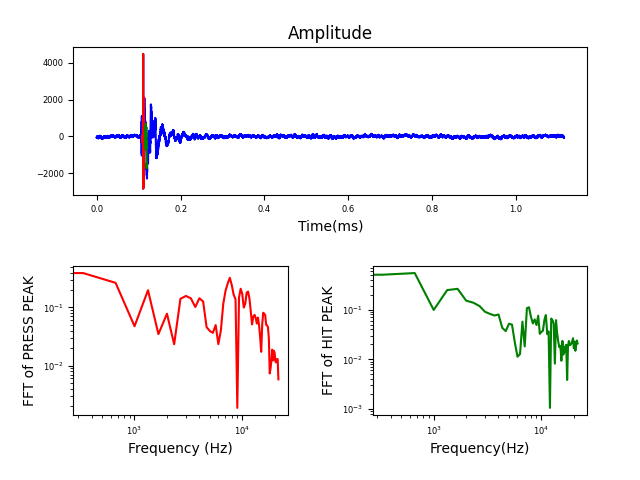 Amplitude
4000
2000
0
−2000
0.0 0.2 0.4 0.6 0.8 1.0
Time(ms)
FFT of PRESS PEAK
10⁻¹
10⁻²
10³ 10⁴
Frequency (Hz)
FFT of HIT PEAK
10⁻¹
10⁻²
10⁻³
10³ 10⁴
Frequency(Hz)